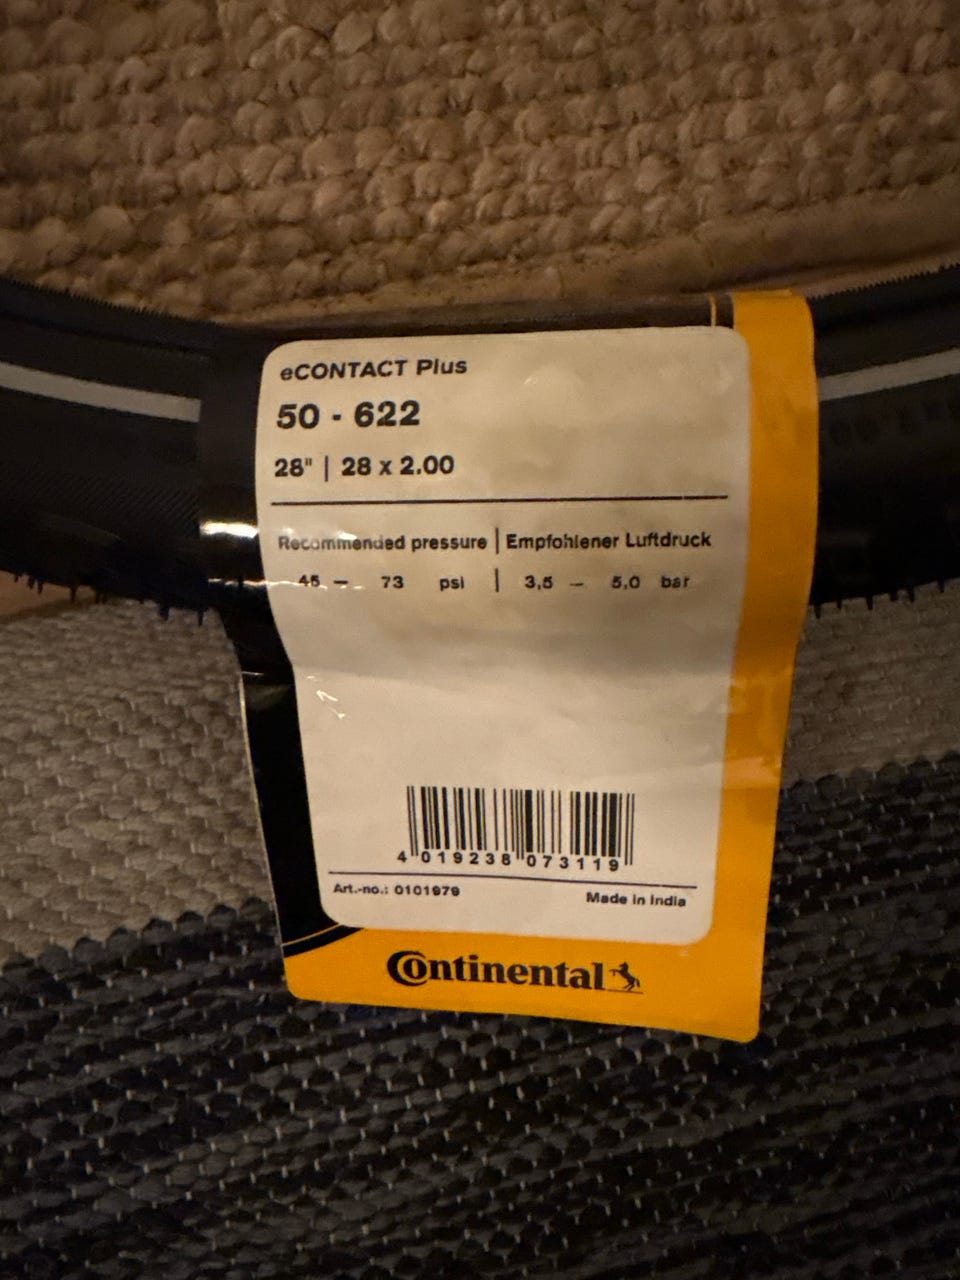 eCONTACT Plus
50 - 622
28" | 28 x 2.00
Recommended pressure | Empfohlener Luftdruck
45 – 73 psi | 3,5 – 5,0 bar
4 019238 073119
Art.-no.: 0101979
Made in India
Continental